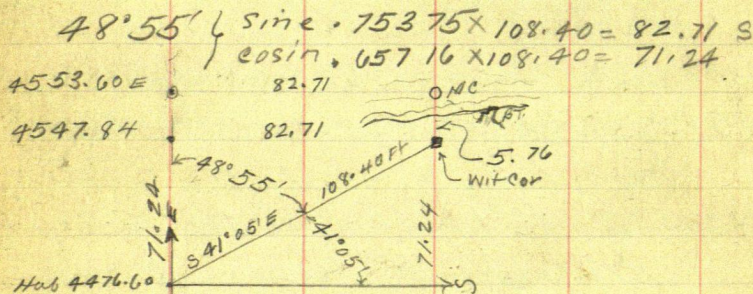 48°55' { Sine .75375 × 108.40 = 82.71 S
cosin. 65716 × 108.40 = 71.24
4553.60 E 82.71 MC
4547.84 82.71
5.76
Wit Cor
48°55'
108.40 Ft
71.24 E
S 41°05' E
41°05'
71.24
Hub 4476.60 S